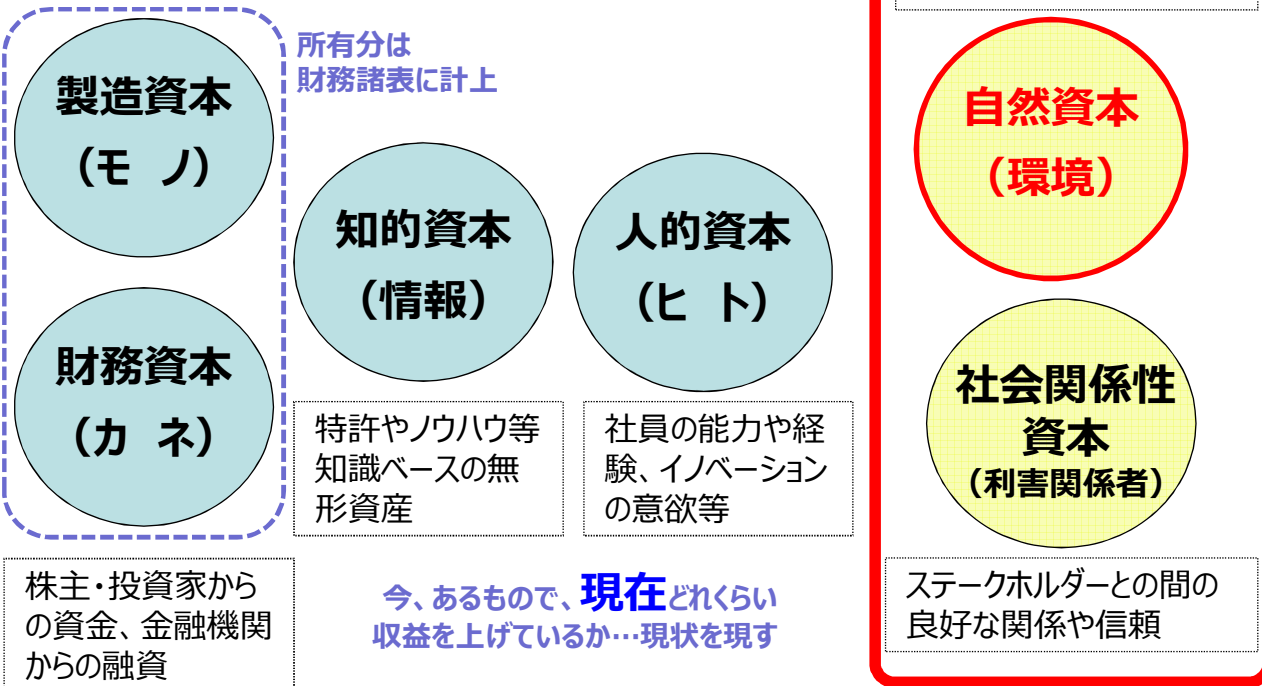 所有分は
財務諸表に計上
製造資本
（モ ノ）
財務資本
（カ ネ）
株主・投資家から
の資金、金融機関
からの融資
知的資本
（情報）
特許やノウハウ等
知識ベースの無
形資産
人的資本
（ヒ ト）
社員の能力や経
験、イノベーション
の意欲等
今、あるもので、現在どれくらい
収益を上げているか…現状を現す
自然資本
（環境）
社会関係性
資本
（利害関係者）
ステークホルダーとの間の
良好な関係や信頼